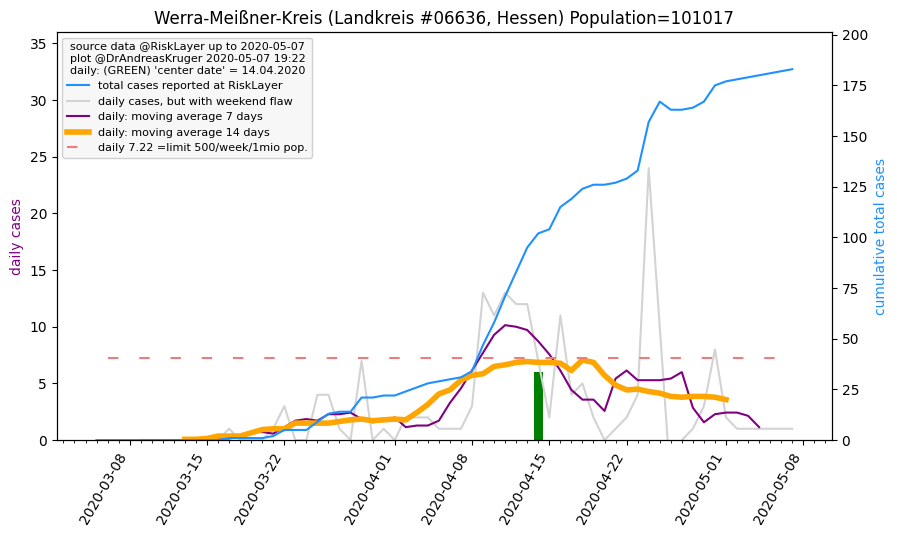 Werra-Meißner-Kreis (Landkreis #06636, Hessen) Population=101017
source data @RiskLayer up to 2020-05-07
plot @DrAndreasKruger 2020-05-07 19:22
daily: (GREEN) 'center date' = 14.04.2020
total cases reported at RiskLayer
daily cases, but with weekend flaw
daily: moving average 7 days
daily: moving average 14 days
daily 7.22 =limit 500/week/1mio pop.
daily cases
35
30
25
20
15
10
5
0
cumulative total cases
200
175
150
125
100
75
50
25
0
2020-03-08
2020-03-15
2020-03-22
2020-04-01
2020-04-08
2020-04-15
2020-04-22
2020-05-01
2020-05-08